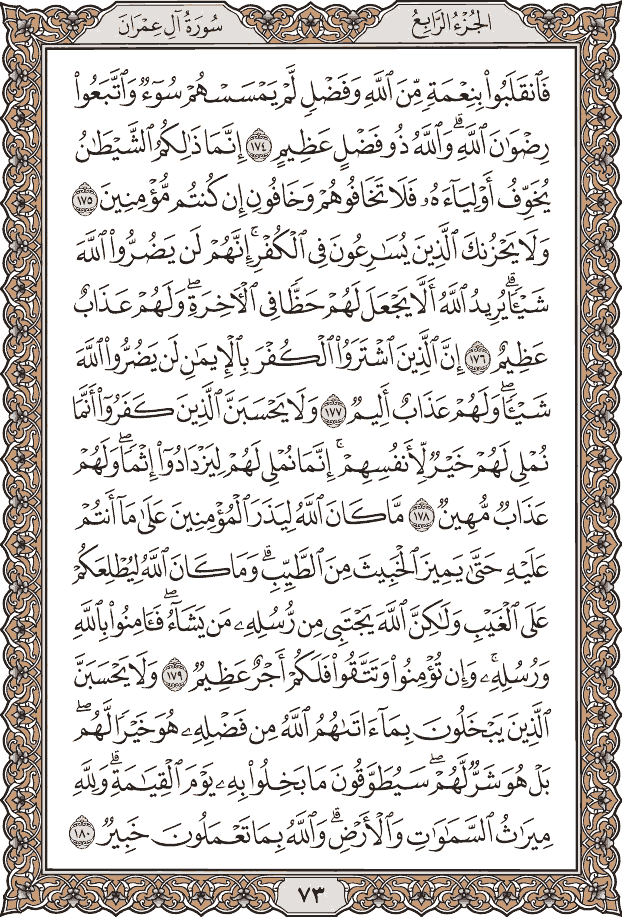 الجُزْءُ الرَّابِعُ
سُورَةُ آلِ عِمْرَانَ
فَٱنقَلَبُوا۟ بِنِعْمَةٍ مِّنَ ٱللَّهِ وَفَضْلٍ لَّمْ يَمْسَسْهُمْ سُوٓءٌ وَٱتَّبَعُوا۟
رِضْوَٰنَ ٱللَّهِ ۗ وَٱللَّهُ ذُو فَضْلٍ عَظِيمٍ ١٧٤ إِنَّمَا ذَٰلِكُمُ ٱلشَّيْطَٰنُ
يُخَوِّفُ أَوْلِيَآءَهُۥ فَلَا تَخَافُوهُمْ وَخَافُونِ إِن كُنتُم مُّؤْمِنِينَ ١٧٥
وَلَا يَحْزُنكَ ٱلَّذِينَ يُسَٰرِعُونَ فِى ٱلْكُفْرِ ۚ إِنَّهُمْ لَن يَضُرُّوا۟ ٱللَّهَ
شَيْـًٔا ۗ يُرِيدُ ٱللَّهُ أَلَّا يَجْعَلَ لَهُمْ حَظًّا فِى ٱلْـَٔاخِرَةِ ۖ وَلَهُمْ عَذَابٌ
عَظِيمٌ ١٧٦ إِنَّ ٱلَّذِينَ ٱشْتَرَوُا۟ ٱلْكُفْرَ بِٱلْإِيمَٰنِ لَن يَضُرُّوا۟ ٱللَّهَ
شَيْـًٔا ۖ وَلَهُمْ عَذَابٌ أَلِيمٌ ١٧٧ وَلَا يَحْسَبَنَّ ٱلَّذِينَ كَفَرُوٓا۟ أَنَّمَا
نُمْلِى لَهُمْ خَيْرٌ لِّأَنفُسِهِمْ ۚ إِنَّمَا نُمْلِى لَهُمْ لِيَزْدَادُوٓا۟ إِثْمًا ۖ وَلَهُمْ
عَذَابٌ مُّهِينٌ ١٧٨ مَّا كَانَ ٱللَّهُ لِيَذَرَ ٱلْمُؤْمِنِينَ عَلَىٰ مَآ أَنتُمْ
عَلَيْهِ حَتَّىٰ يَمِيزَ ٱلْخَبِيثَ مِنَ ٱلطَّيِّبِ ۗ وَمَا كَانَ ٱللَّهُ لِيُطْلِعَكُمْ
عَلَى ٱلْغَيْبِ وَلَٰكِنَّ ٱللَّهَ يَجْتَبِى مِن رُّسُلِهِۦ مَن يَشَآءُ ۖ فَـَٔامِنُوا۟ بِٱللَّهِ
وَرُسُلِهِۦ ۚ وَإِن تُؤْمِنُوا۟ وَتَتَّقُوا۟ فَلَكُمْ أَجْرٌ عَظِيمٌ ١٧٩ وَلَا يَحْسَبَنَّ
ٱلَّذِينَ يَبْخَلُونَ بِمَآ ءَاتَىٰهُمُ ٱللَّهُ مِن فَضْلِهِۦ هُوَ خَيْرًا لَّهُم ۖ
بَلْ هُوَ شَرٌّ لَّهُمْ ۖ سَيُطَوَّقُونَ مَا بَخِلُوا۟ بِهِۦ يَوْمَ ٱلْقِيَٰمَةِ ۗ وَلِلَّهِ
مِيرَٰثُ ٱلسَّمَٰوَٰتِ وَٱلْأَرْضِ ۗ وَٱللَّهُ بِمَا تَعْمَلُونَ خَبِيرٌ ١٨٠
٧٣